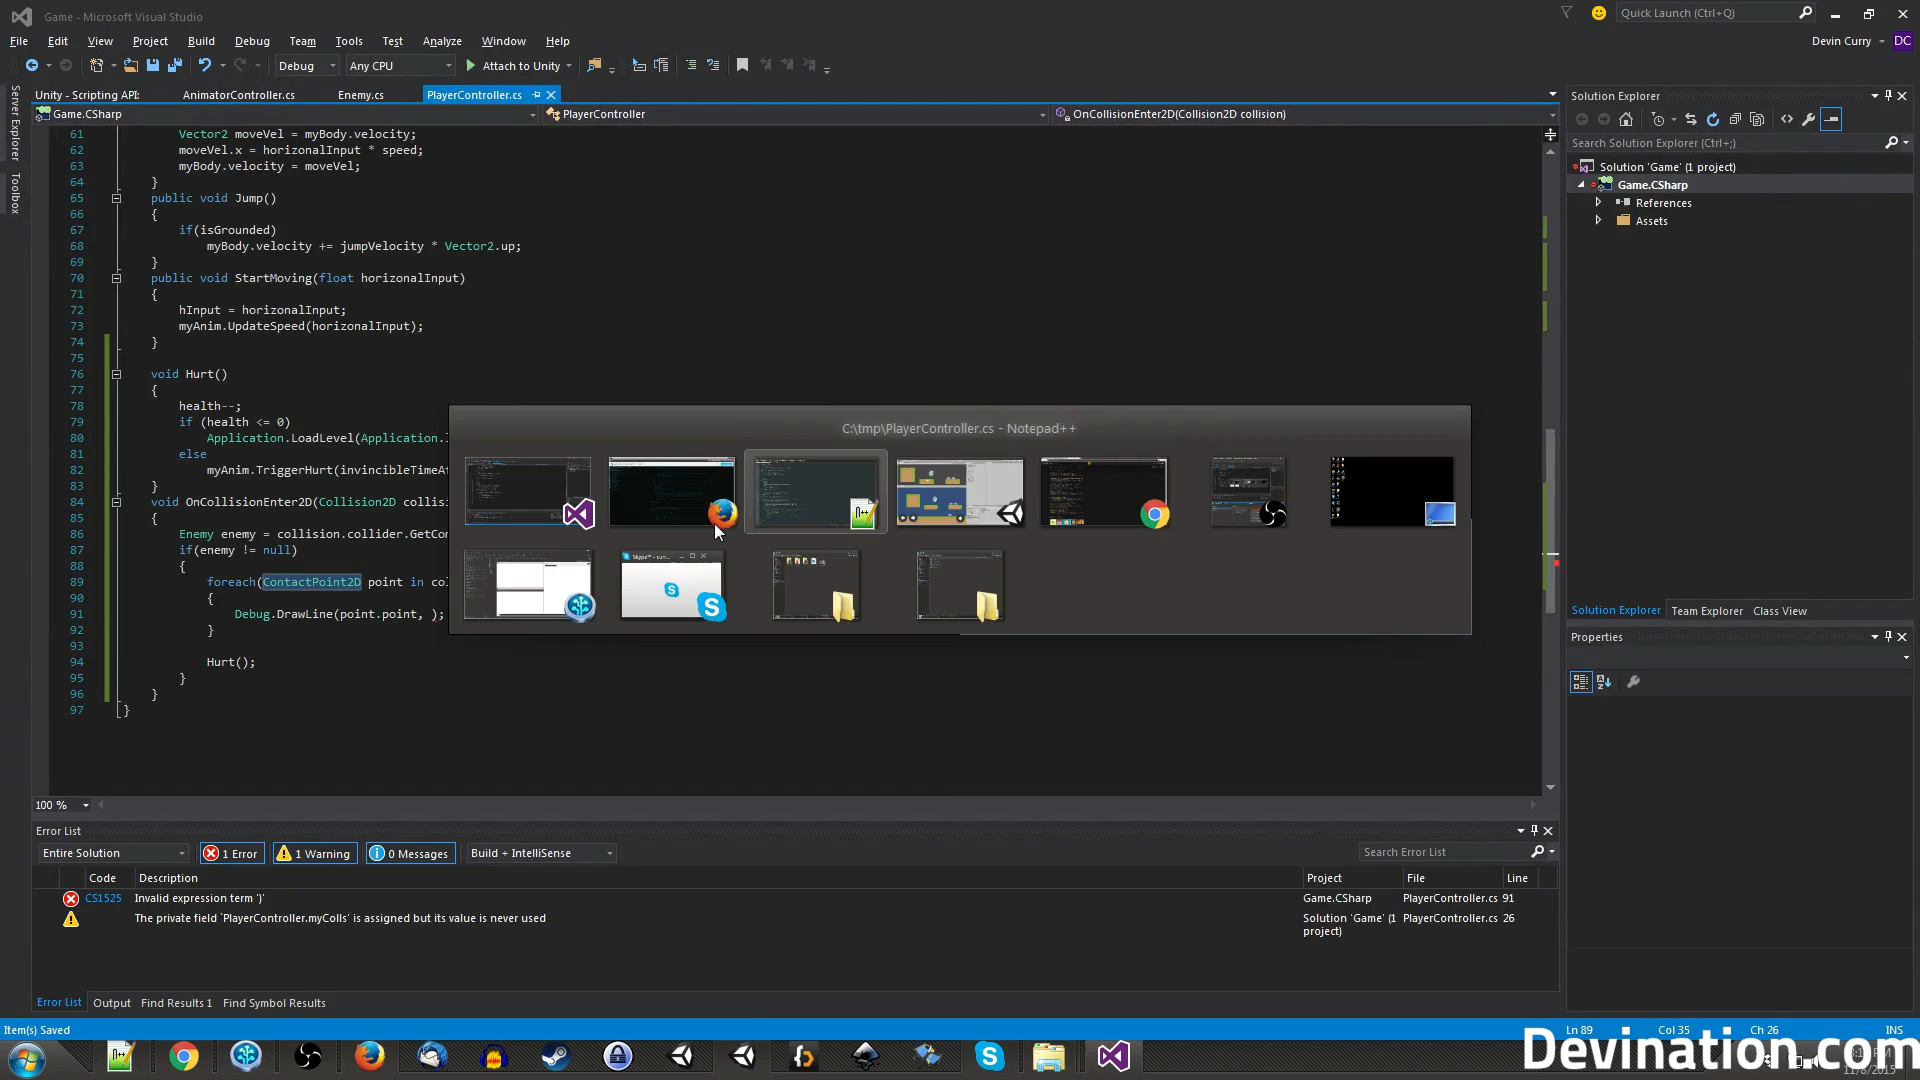 Game - Microsoft Visual Studio
Quick Launch (Ctrl+Q)
File Edit View Project Build Debug Team Tools Test Analyze Window Help
Devin Curry DC
Debug Any CPU Attach to Unity
Server Explorer
Toolbox
Unity - Scripting API: AnimatorController.cs Enemy.cs PlayerController.cs
Game.CSharp PlayerController OnCollisionEnter2D(Collision2D collision)
61 Vector2 moveVel = myBody.velocity;
62 moveVel.x = horizonalInput * speed;
63 myBody.velocity = moveVel;
64 }
65 public void Jump()
66 {
67 if(isGrounded)
68 myBody.velocity += jumpVelocity * Vector2.up;
69 }
70 public void StartMoving(float horizonalInput)
71 {
72 hInput = horizonalInput;
73 myAnim.UpdateSpeed(horizonalInput);
74 }
75
76 void Hurt()
77 {
78 health--;
79 if (health <= 0)
80 Application.LoadLevel(Application.
81 else
82 myAnim.TriggerHurt(invincibleTimeA
83 }
84 void OnCollisionEnter2D(Collision2D collisi
85 {
86 Enemy enemy = collision.collider.GetCo
87 if(enemy != null)
88 {
89 foreach(ContactPoint2D point in col
90 {
91 Debug.DrawLine(point.point, );
92 }
93
94 Hurt();
95 }
96 }
97 }
C:\tmp\PlayerController.cs - Notepad++
100 %
Solution Explorer
Search Solution Explorer (Ctrl+;)
Solution 'Game' (1 project)
Game.CSharp
References
Assets
Solution Explorer Team Explorer Class View
Properties
Error List
Entire Solution 1 Error 1 Warning 0 Messages Build + IntelliSense Search Error List
Code Description Project File Line
CS1525 Invalid expression term ')' Game.CSharp PlayerController.cs 91
The private field `PlayerController.myColls' is assigned but its value is never used Solution 'Game' (1 project) PlayerController.cs 26
Error List Output Find Results 1 Find Symbol Results
Item(s) Saved Ln 89 Col 35 Ch 26 INS
Devination.com
11/8/2015